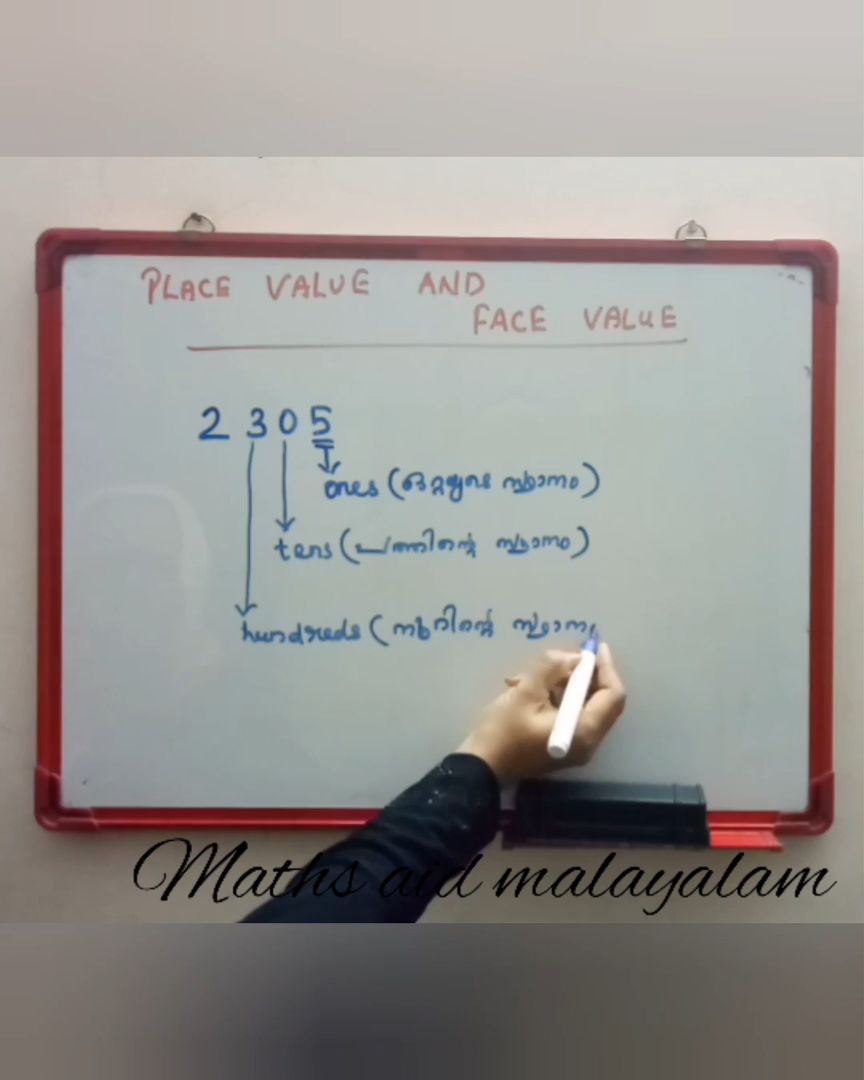 PLACE VALUE AND
FACE VALUE
2 3 0 5
ones (ഒറ്റയുടെ സ്ഥാനം)
tens (പത്തിന്റെ സ്ഥാനം)
hundreds (നൂറിന്റെ സ്ഥാന
Maths aid malayalam